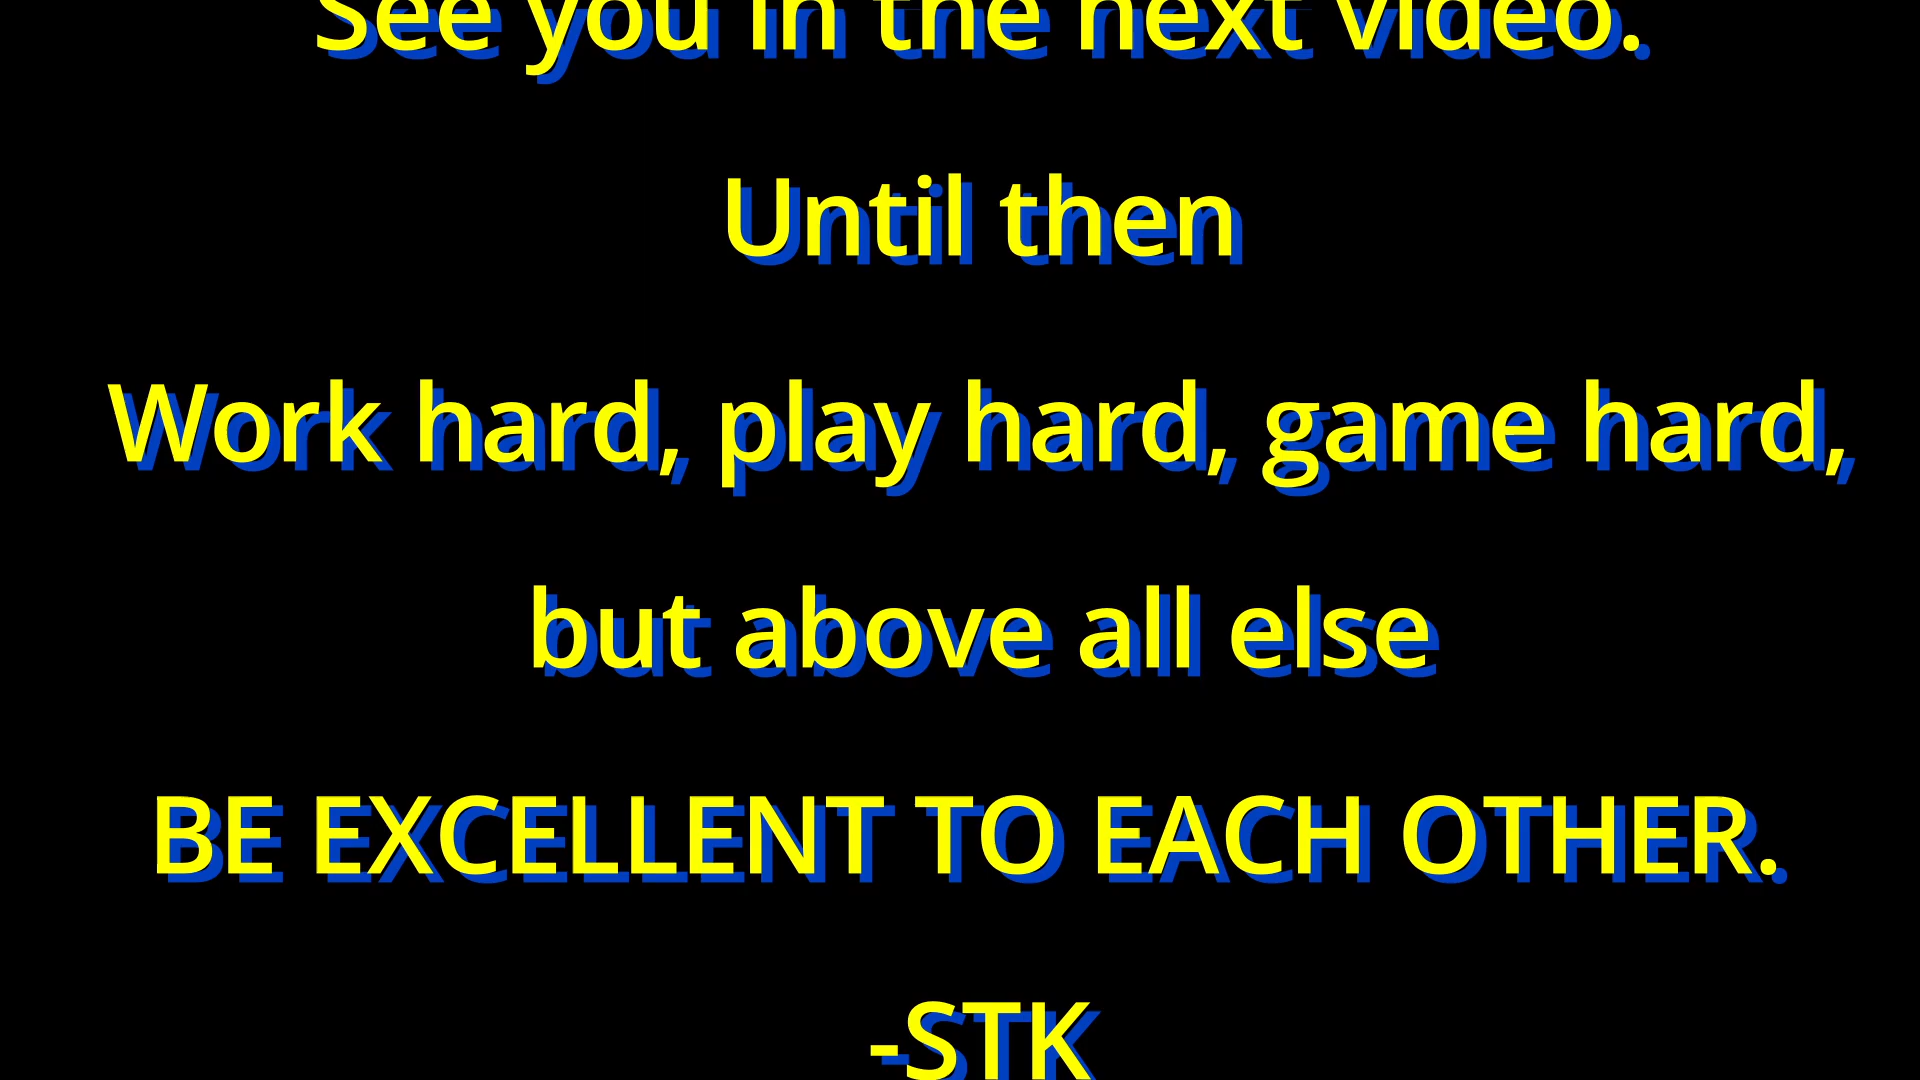 See you in the next video.
Until then
Work hard, play hard, game hard,
but above all else
BE EXCELLENT TO EACH OTHER.
-STK